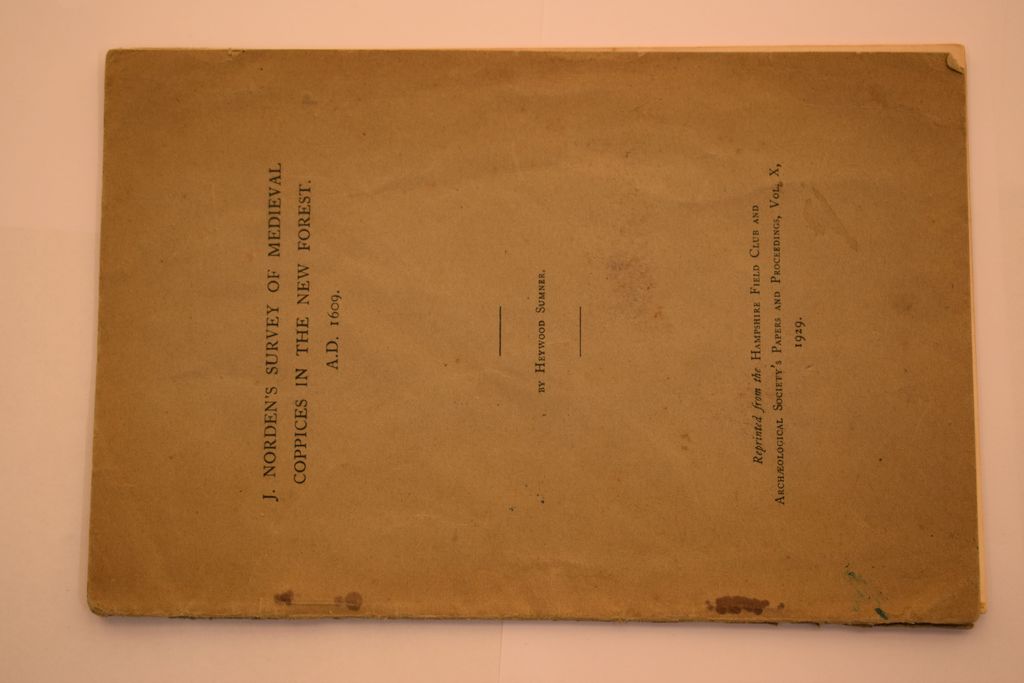 J. NORDEN'S SURVEY OF MEDIEVAL
COPPICES IN THE NEW FOREST.
A.D. 1609.
BY HEYWOOD SUMNER.
Reprinted from the HAMPSHIRE FIELD CLUB AND
ARCHÆOLOGICAL SOCIETY'S PAPERS AND PROCEEDINGS, VOL. X,
1929.